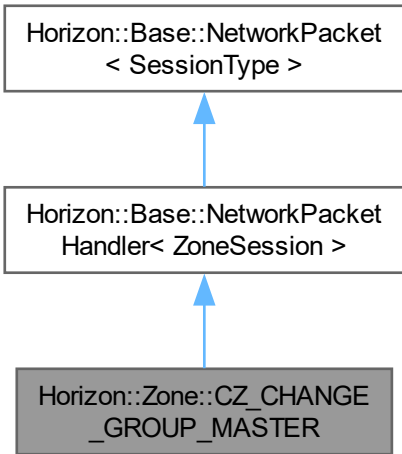 Horizon::Base::NetworkPacket
< SessionType >
Horizon::Base::NetworkPacket
Handler< ZoneSession >
Horizon::Zone::CZ_CHANGE
_GROUP_MASTER